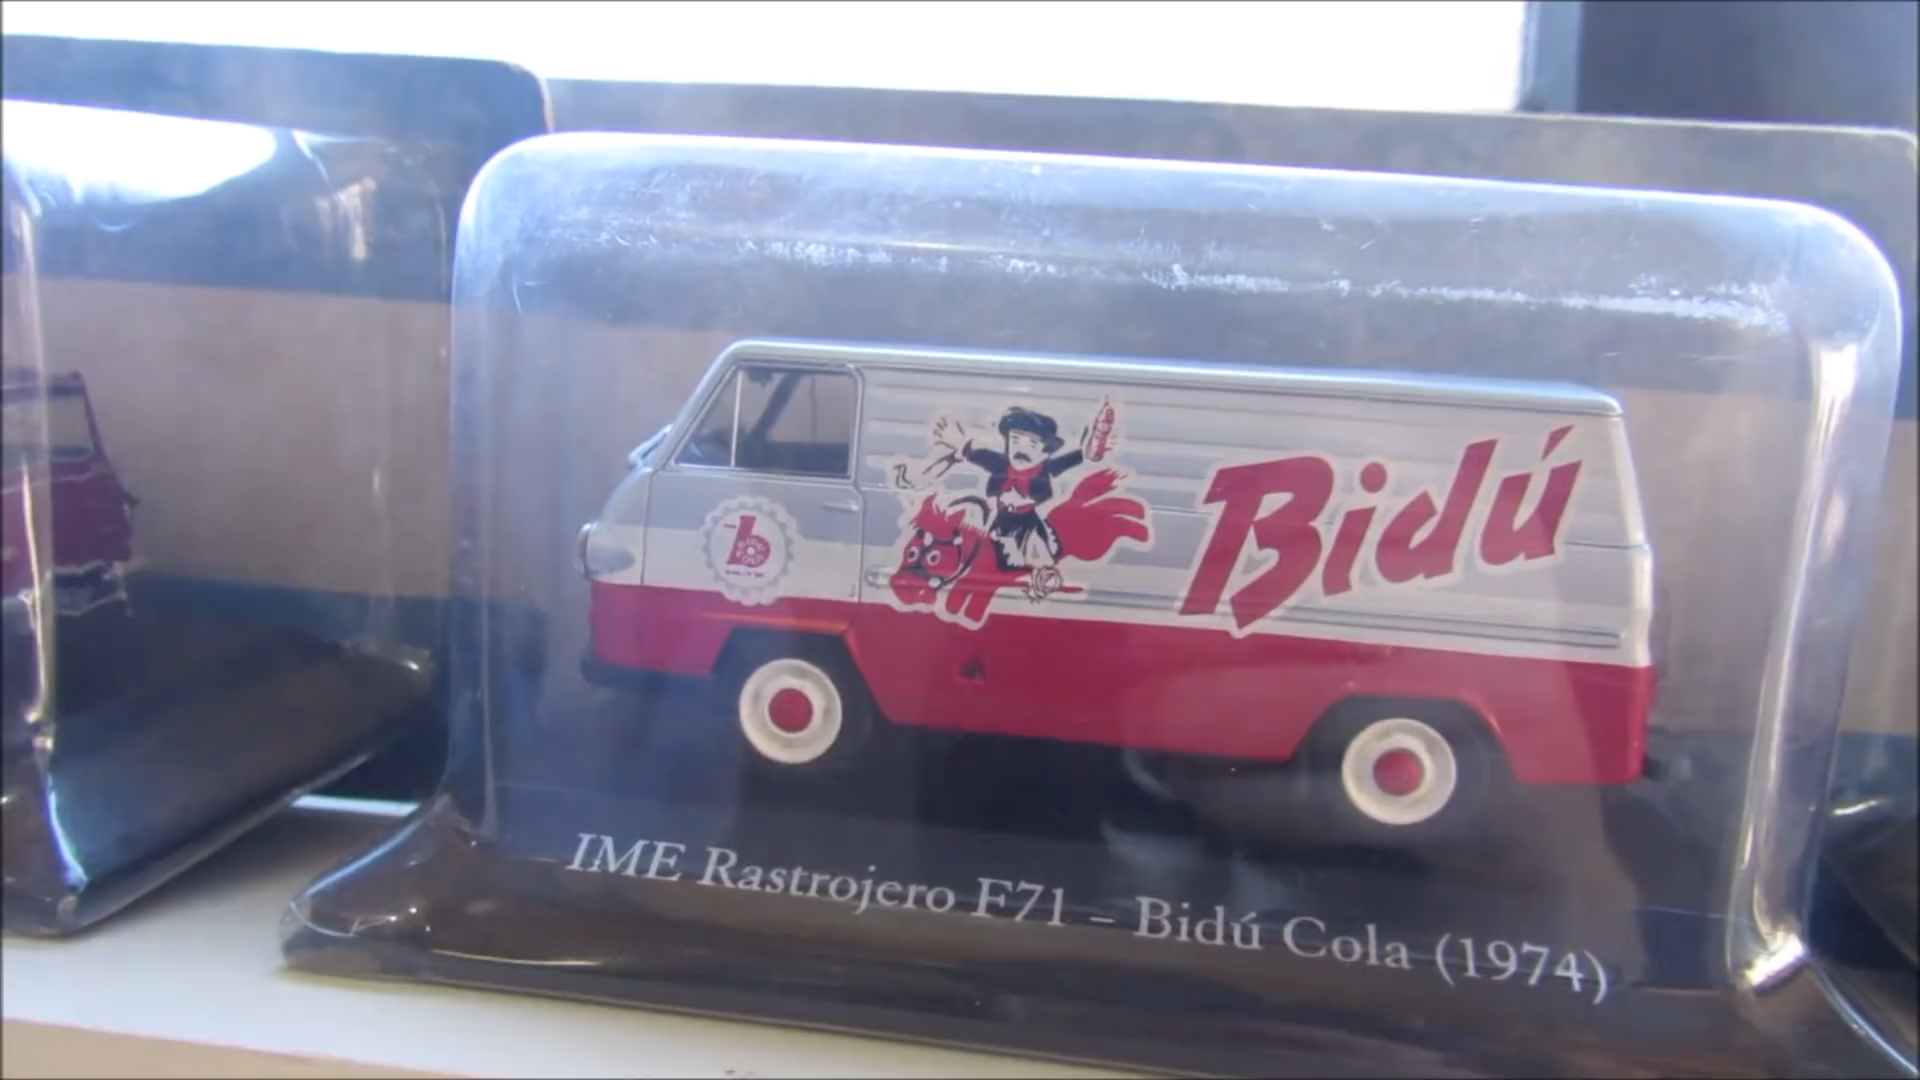 Bidú
b
IME Rastrojero F71 – Bidú Cola (1974)